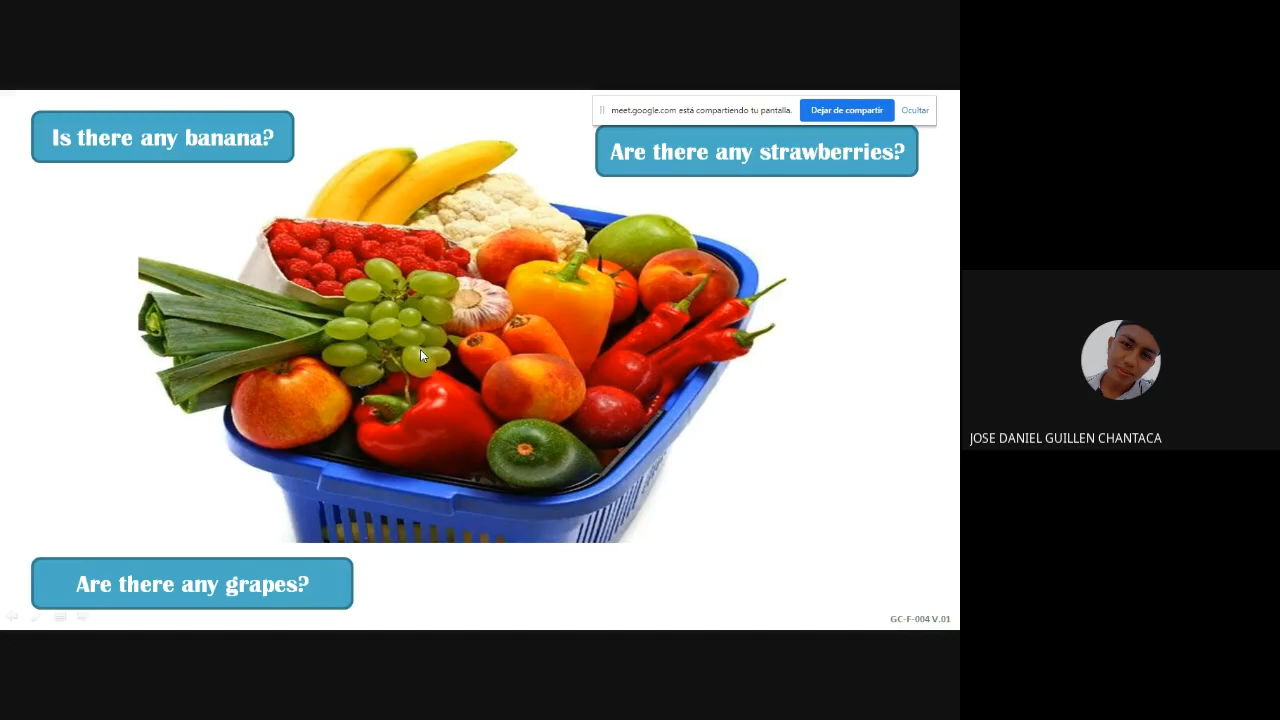 Is there any banana?
meet.google.com está compartiendo tu pantalla.
Dejar de compartir
Ocultar
Are there any strawberries?
JOSE DANIEL GUILLEN CHANTACA
Are there any grapes?
GC-F-004 V.01